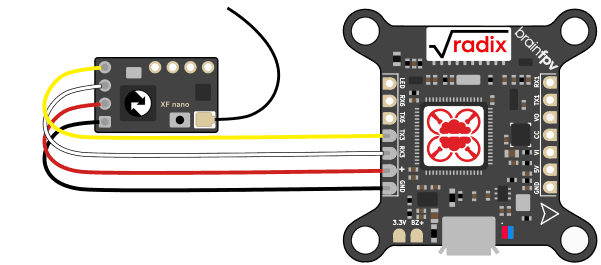 XF nano
√radix
brainfpv
LED
RX6
TX6
TX3
RX3
+
GND
RX1
TX1
VO
CC
VI
5V
GND
3.3V BZ+